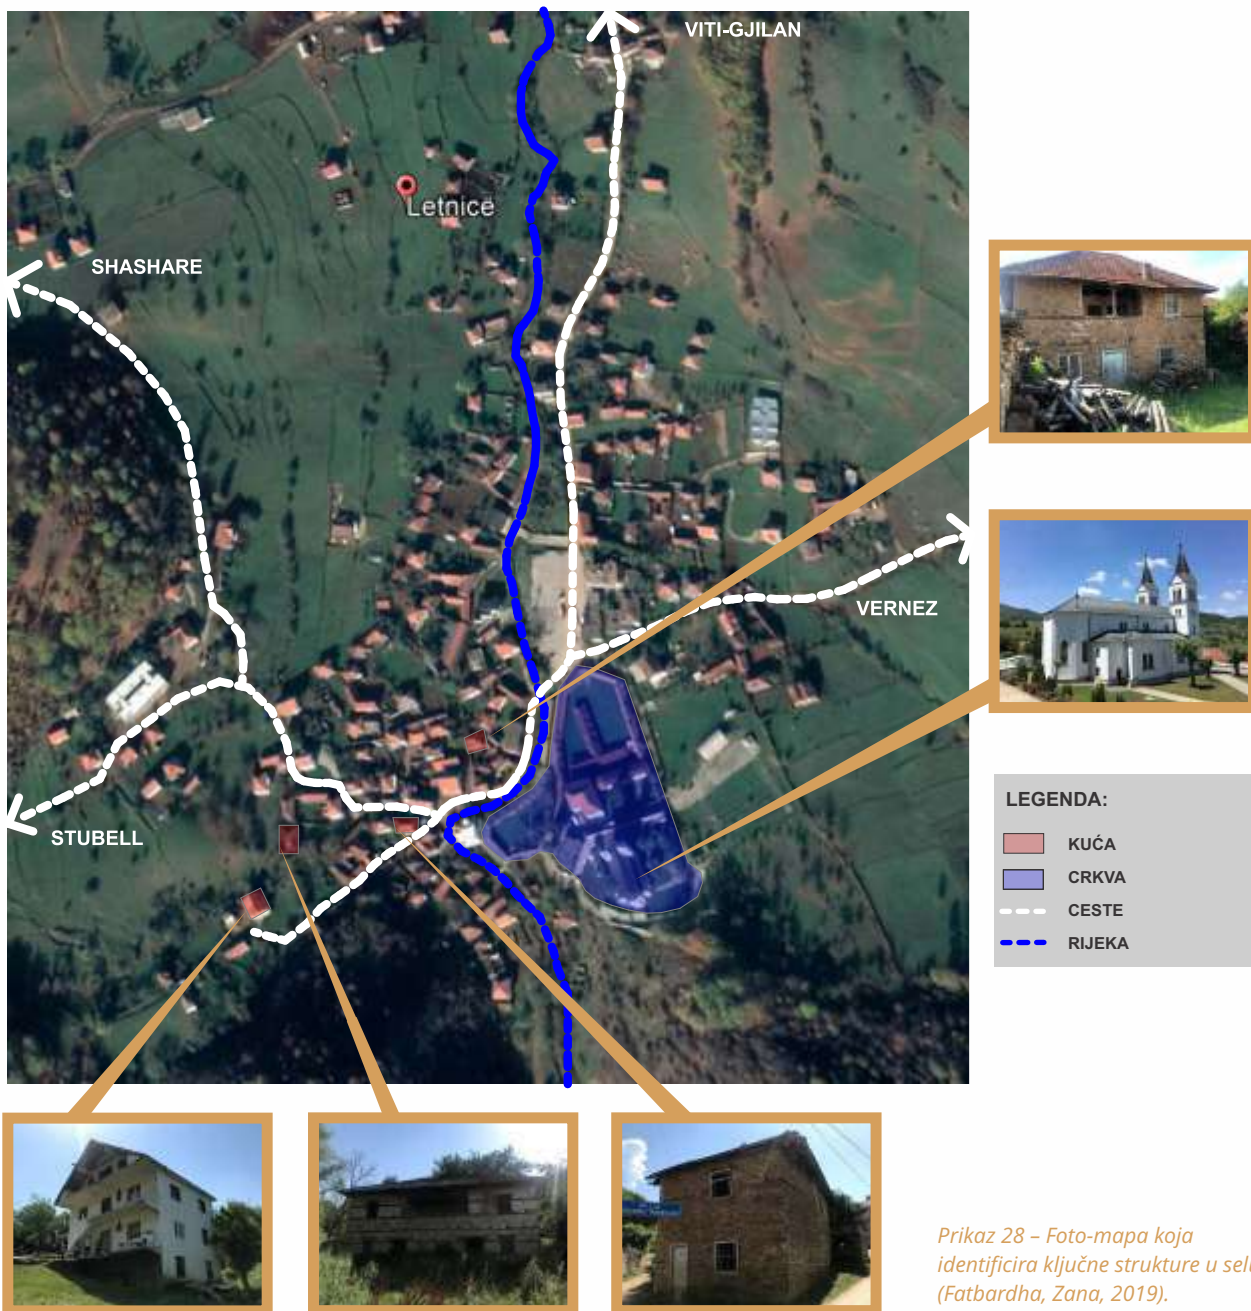 VITI-GJILAN
Letnice
SHASHARE
VERNEZ
STUBELL
LEGENDA:
KUĆA
CRKVA
CESTE
RIJEKA
Prikaz 28 – Foto-mapa koja
identificira ključne strukture u selu
(Fatbardha, Zana, 2019).